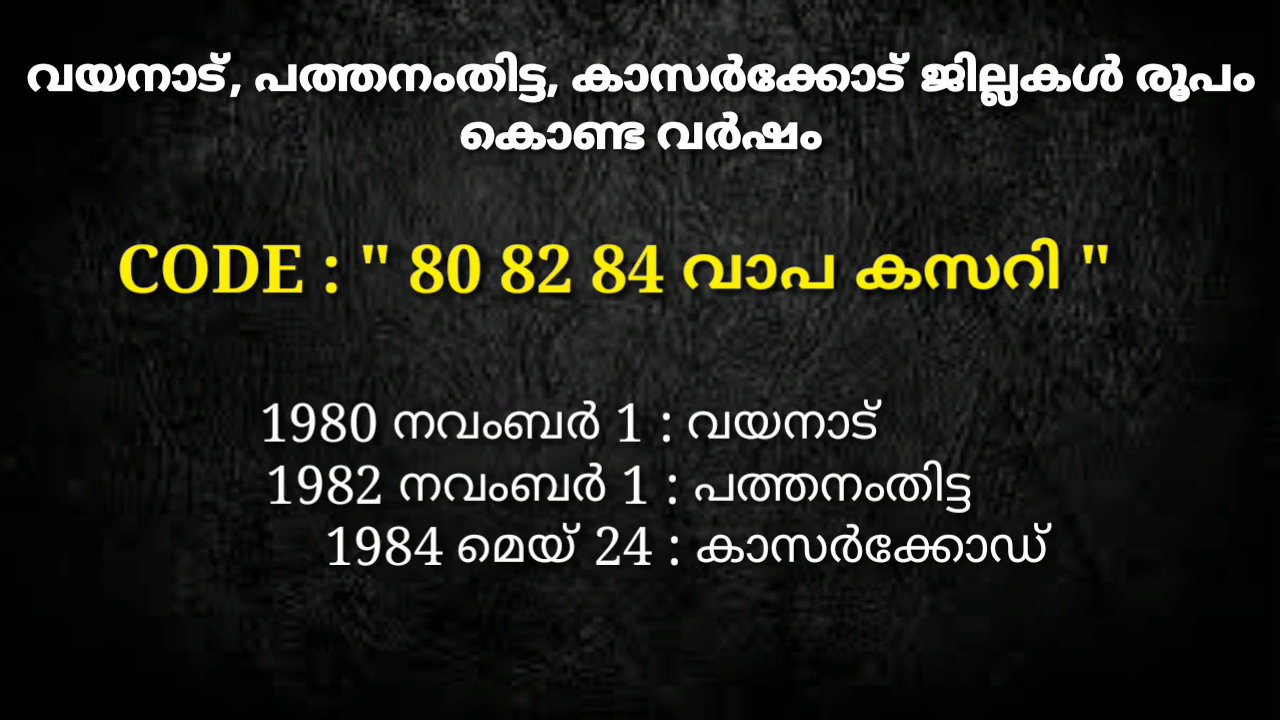 വയനാട്, പത്തനംതിട്ട, കാസർക്കോട് ജില്ലകൾ രൂപം
കൊണ്ട വർഷം
CODE : " 80 82 84 വാപ കസറി "
1980 നവംബർ 1 : വയനാട്
1982 നവംബർ 1 : പത്തനംതിട്ട
1984 മെയ് 24 : കാസർക്കോഡ്